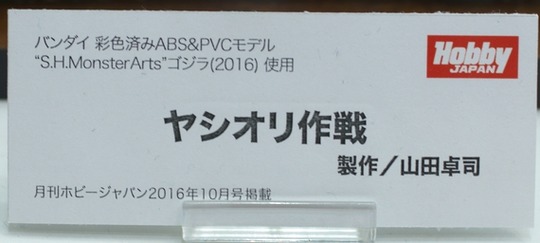 バンダイ 彩色済みABS&PVCモデル
“S.H.MonsterArts”ゴジラ(2016) 使用
Hobby
JAPAN
ヤシオリ作戦
製作／山田卓司
月刊ホビージャパン2016年10月号掲載